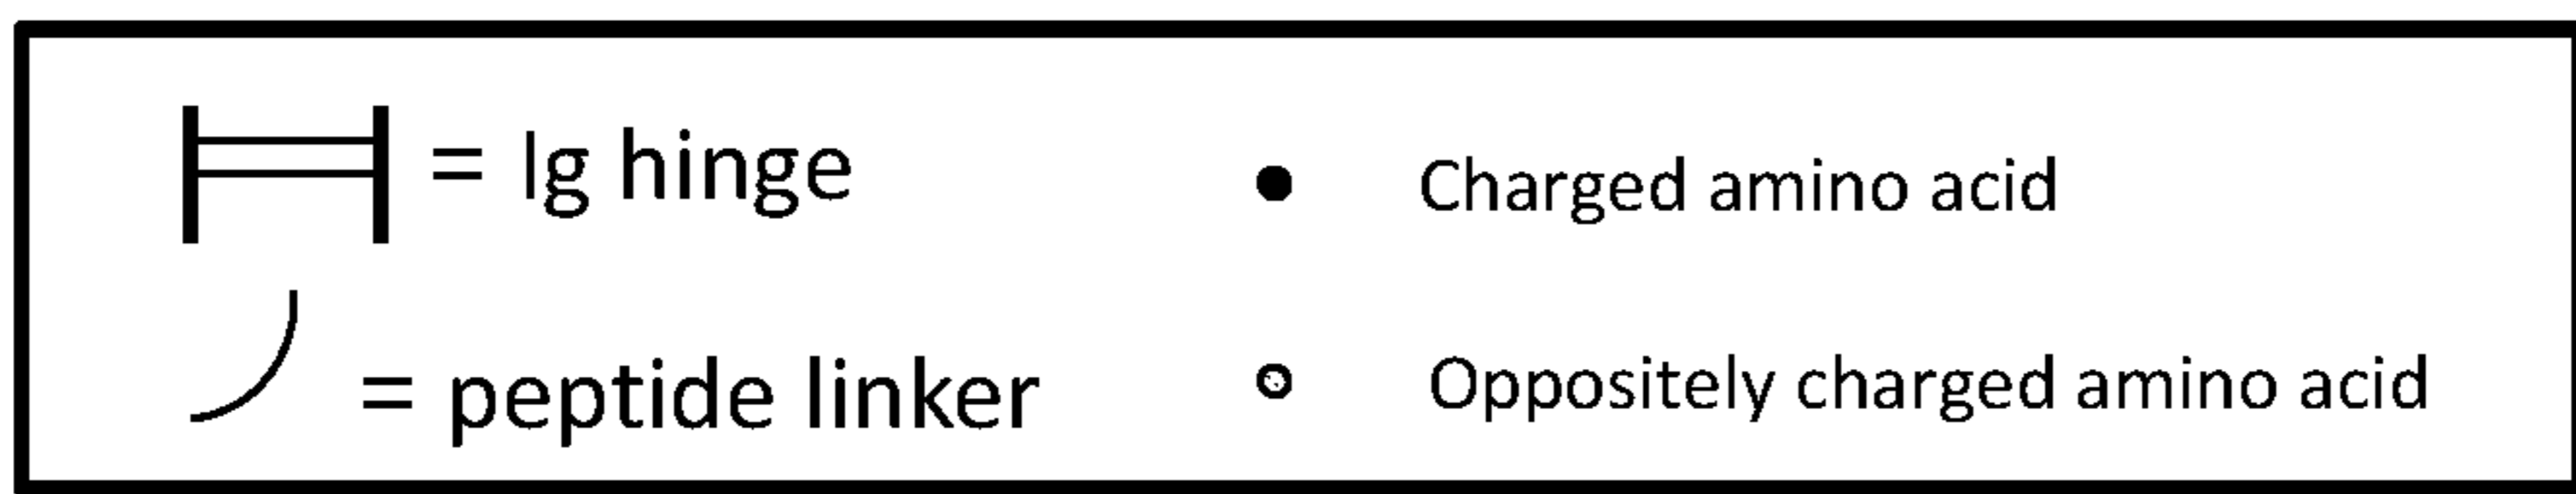 = Ig hinge
= peptide linker
Charged amino acid
Oppositely charged amino acid